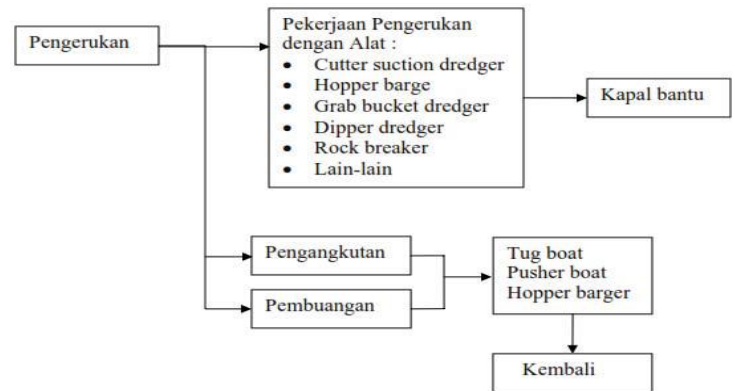 Pengerukan
Pekerjaan Pengerukan
dengan Alat :
• Cutter suction dredger
• Hopper barge
• Grab bucket dredger
• Dipper dredger
• Rock breaker
• Lain-lain
Kapal bantu
Pengangkutan
Pembuangan
Tug boat
Pusher boat
Hopper barger
Kembali